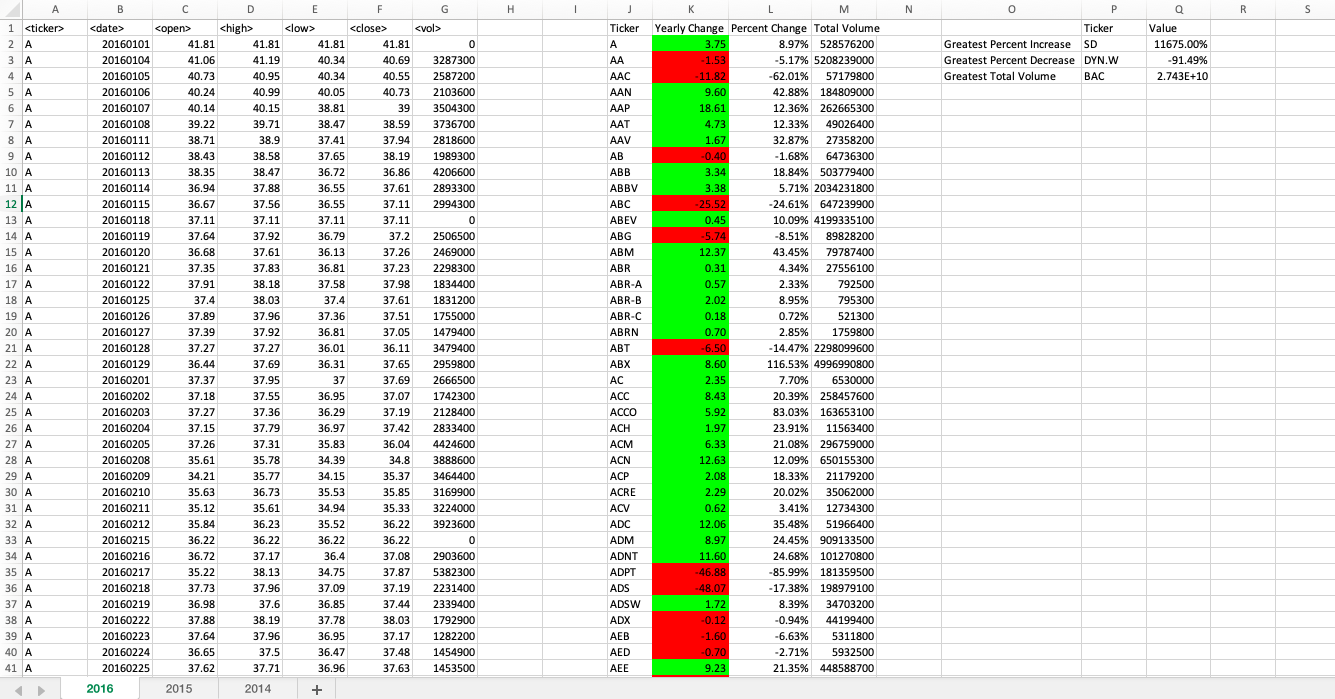 A B C D E F G H I J K L M N O P Q R S
1 <ticker> <date> <open> <high> <low> <close> <vol> Ticker Yearly Change Percent Change Total Volume Ticker Value
2 A 20160101 41.81 41.81 41.81 41.81 0 A 3.75 8.97% 528576200 Greatest Percent Increase SD 11675.00%
3 A 20160104 41.06 41.19 40.34 40.69 3287300 AA -1.53 -5.17% 5208239000 Greatest Percent Decrease DYN.W -91.49%
4 A 20160105 40.73 40.95 40.34 40.55 2587200 AAC -11.82 -62.01% 57179800 Greatest Total Volume BAC 2.743E+10
5 A 20160106 40.24 40.99 40.05 40.73 2103600 AAN 9.60 42.88% 184809000
6 A 20160107 40.14 40.15 38.81 39 3504300 AAP 18.61 12.36% 262665300
7 A 20160108 39.22 39.71 38.47 38.59 3736700 AAT 4.73 12.33% 49026400
8 A 20160111 38.71 38.9 37.41 37.94 2818600 AAV 1.67 32.87% 27358200
9 A 20160112 38.43 38.58 37.65 38.19 1989300 AB -0.40 -1.68% 64736300
10 A 20160113 38.35 38.47 36.72 36.86 4206600 ABB 3.34 18.84% 503779400
11 A 20160114 36.94 37.88 36.55 37.61 2893300 ABBV 3.38 5.71% 2034231800
12 A 20160115 36.67 37.56 36.55 37.11 2994300 ABC -25.52 -24.61% 647239900
13 A 20160118 37.11 37.11 37.11 37.11 0 ABEV 0.45 10.09% 4199335100
14 A 20160119 37.64 37.92 36.79 37.2 2506500 ABG -5.74 -8.51% 89828200
15 A 20160120 36.68 37.61 36.13 37.26 2469000 ABM 12.37 43.45% 79787400
16 A 20160121 37.35 37.83 36.81 37.23 2298300 ABR 0.31 4.34% 27556100
17 A 20160122 37.91 38.18 37.58 37.98 1834400 ABR-A 0.57 2.33% 792500
18 A 20160125 37.4 38.03 37.4 37.61 1831200 ABR-B 2.02 8.95% 795300
19 A 20160126 37.89 37.96 37.36 37.51 1755000 ABR-C 0.18 0.72% 521300
20 A 20160127 37.39 37.92 36.81 37.05 1479400 ABRN 0.70 2.85% 1759800
21 A 20160128 37.27 37.27 36.01 36.11 3479400 ABT -6.50 -14.47% 2298099600
22 A 20160129 36.44 37.69 36.31 37.65 2959800 ABX 8.60 116.53% 4996990800
23 A 20160201 37.37 37.95 37 37.69 2666500 AC 2.35 7.70% 6530000
24 A 20160202 37.18 37.55 36.95 37.07 1742300 ACC 8.43 20.39% 258457600
25 A 20160203 37.27 37.36 36.29 37.19 2128400 ACCO 5.92 83.03% 163653100
26 A 20160204 37.15 37.79 36.97 37.42 2833400 ACH 1.97 23.91% 11563400
27 A 20160205 37.26 37.31 35.83 36.04 4424600 ACM 6.33 21.08% 296759000
28 A 20160208 35.61 35.78 34.39 34.8 3888600 ACN 12.63 12.09% 650155300
29 A 20160209 34.21 35.77 34.15 35.37 3464400 ACP 2.08 18.33% 21179200
30 A 20160210 35.63 36.73 35.53 35.85 3169900 ACRE 2.29 20.02% 35062000
31 A 20160211 35.12 35.61 34.94 35.33 3224000 ACV 0.62 3.41% 12734300
32 A 20160212 35.84 36.23 35.52 36.22 3923600 ADC 12.06 35.48% 51966400
33 A 20160215 36.22 36.22 36.22 36.22 0 ADM 8.97 24.45% 909133500
34 A 20160216 36.72 37.17 36.4 37.08 2903600 ADNT 11.60 24.68% 101270800
35 A 20160217 35.22 38.13 34.75 37.87 5382300 ADPT -46.88 -85.99% 181359500
36 A 20160218 37.73 37.96 37.09 37.19 2231400 ADS -48.07 -17.38% 198979100
37 A 20160219 36.98 37.6 36.85 37.44 2339400 ADSW 1.72 8.39% 34703200
38 A 20160222 37.88 38.19 37.78 38.03 1792900 ADX -0.12 -0.94% 44199400
39 A 20160223 37.64 37.96 36.95 37.17 1282200 AEB -1.60 -6.63% 5311800
40 A 20160224 36.65 37.5 36.47 37.48 1454900 AED -0.70 -2.71% 5932500
41 A 20160225 37.62 37.71 36.96 37.63 1453500 AEE 9.23 21.35% 448588700
2016 2015 2014 +